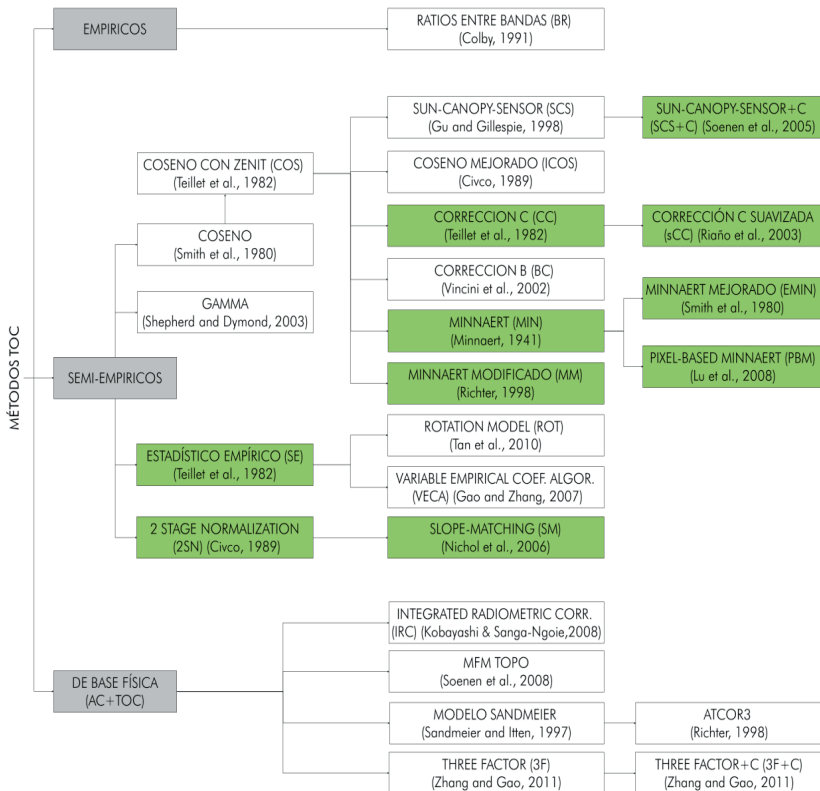 MÉTODOS TOC
EMPIRICOS
RATIOS ENTRE BANDAS (BR)
(Colby, 1991)
SEMI-EMPIRICOS
COSENO CON ZENIT (COS)
(Teillet et al., 1982)
COSENO
(Smith et al., 1980)
GAMMA
(Shepherd and Dymond, 2003)
SUN-CANOPY-SENSOR (SCS)
(Gu and Gillespie, 1998)
SUN-CANOPY-SENSOR+C
(SCS+C) (Soenen et al., 2005)
COSENO MEJORADO (ICOS)
(Civco, 1989)
CORRECCION C (CC)
(Teillet et al., 1982)
CORRECCIÓN C SUAVIZADA
(sCC) (Riaño et al., 2003)
CORRECCION B (BC)
(Vincini et al., 2002)
MINNAERT (MIN)
(Minnaert, 1941)
MINNAERT MEJORADO (EMIN)
(Smith et al., 1980)
PIXEL-BASED MINNAERT (PBM)
(Lu et al., 2008)
MINNAERT MODIFICADO (MM)
(Richter, 1998)
ESTADÍSTICO EMPÍRICO (SE)
(Teillet et al., 1982)
ROTATION MODEL (ROT)
(Tan et al., 2010)
VARIABLE EMPIRICAL COEF. ALGOR.
(VECA) (Gao and Zhang, 2007)
2 STAGE NORMALIZATION
(2SN) (Civco, 1989)
SLOPE-MATCHING (SM)
(Nichol et al., 2006)
DE BASE FÍSICA
(AC+TOC)
INTEGRATED RADIOMETRIC CORR.
(IRC) (Kobayashi & Sanga-Ngoie,2008)
MFM TOPO
(Soenen et al., 2008)
MODELO SANDMEIER
(Sandmeier and Itten, 1997)
ATCOR3
(Richter, 1998)
THREE FACTOR (3F)
(Zhang and Gao, 2011)
THREE FACTOR+C (3F+C)
(Zhang and Gao, 2011)